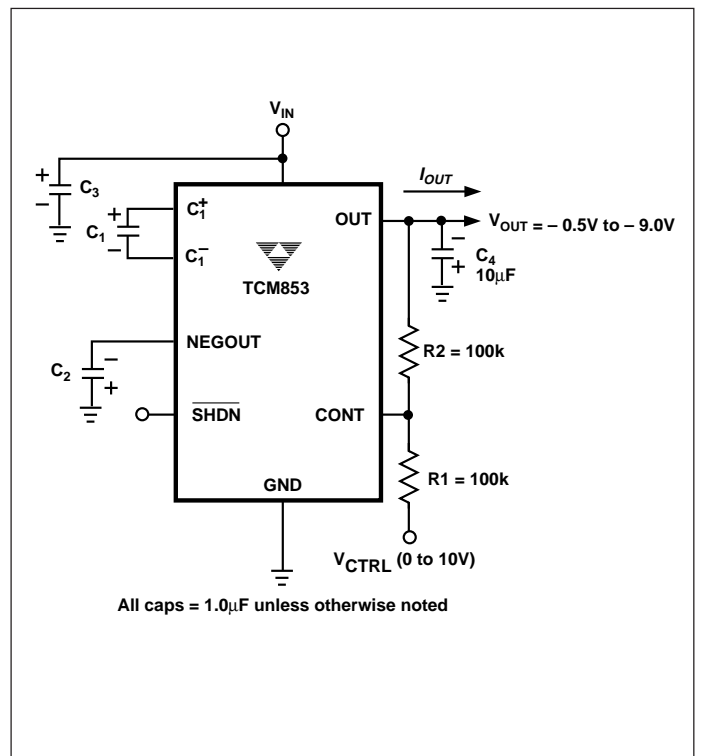 V_IN
I_OUT
+
–
C_3
C_1^+
+
C_1
–
C_1^–
OUT
V_OUT = – 0.5V to – 9.0V
–
C_4
+
10µF
TCM853
R2 = 100k
NEGOUT
–
C_2
+
SHDN
CONT
R1 = 100k
GND
V_CTRL (0 to 10V)
All caps = 1.0µF unless otherwise noted